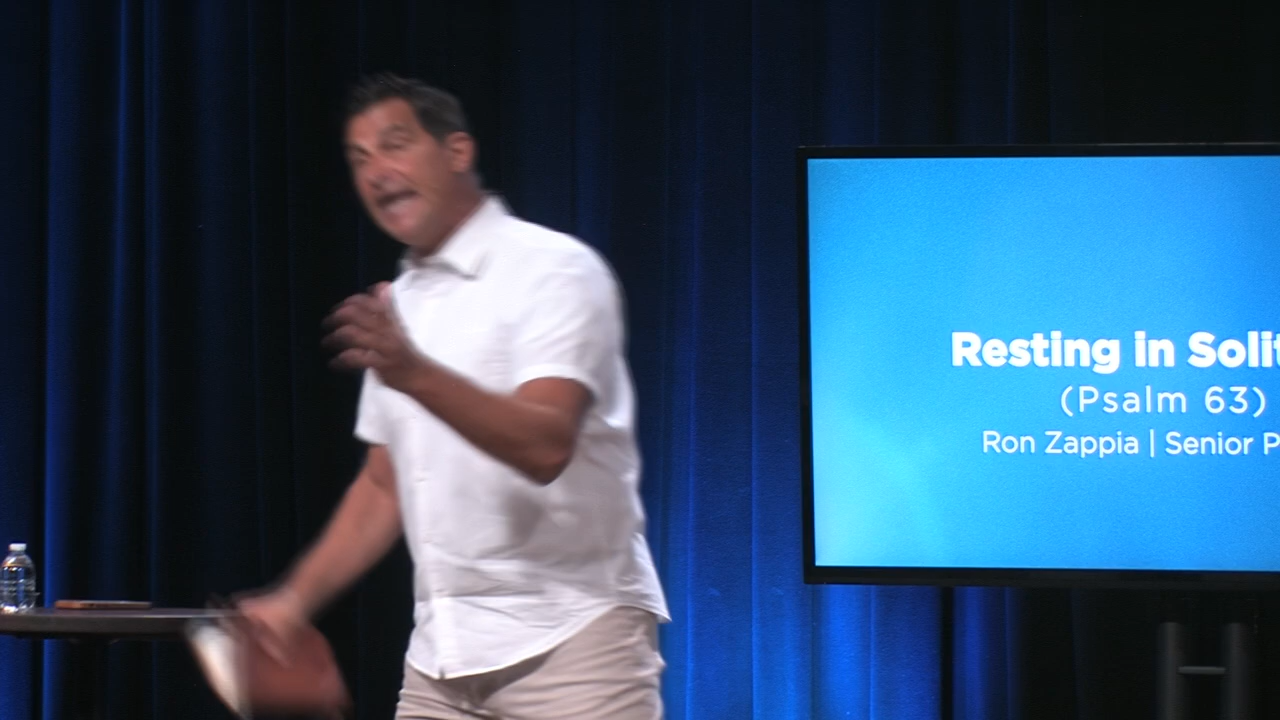 Resting in Solit
(Psalm 63)
Ron Zappia | Senior P